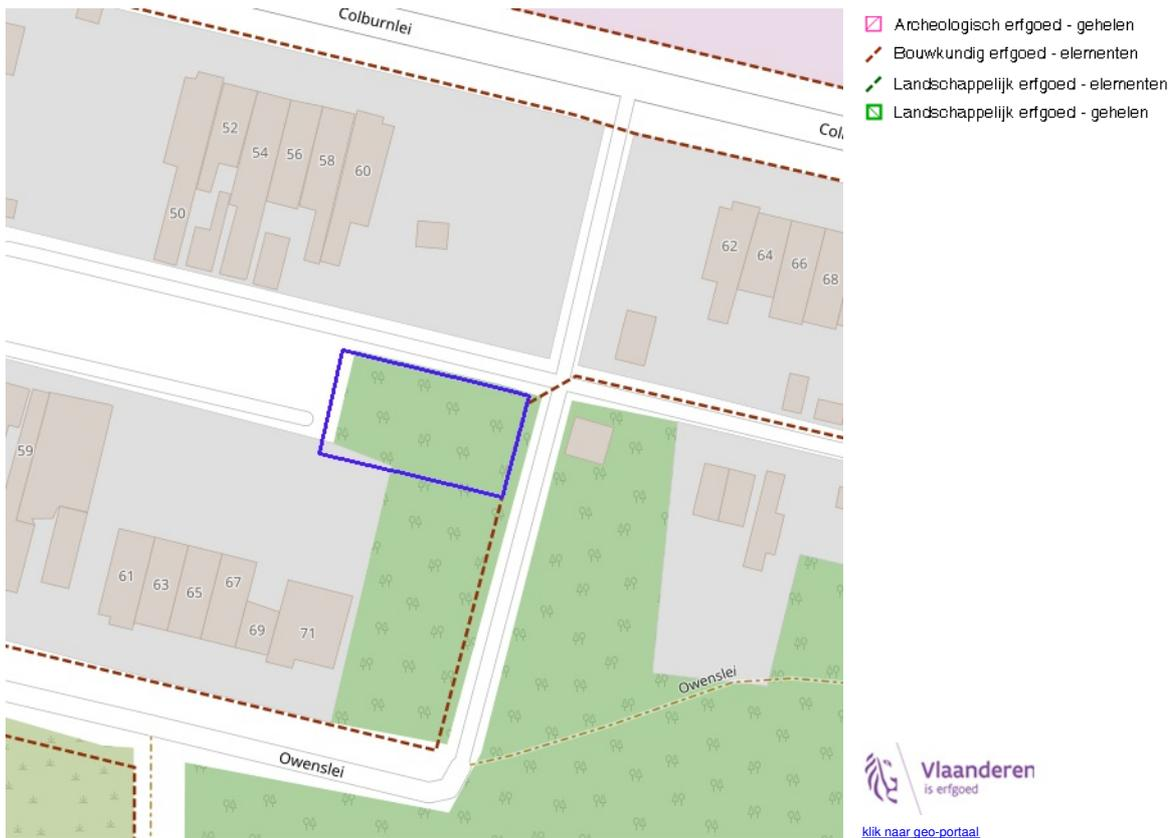 Colburnlei
Col
52
54
56
58
60
50
62
64
66
68
59
61
63
65
67
69
71
Owenslei
Owenslei
Archeologisch erfgoed - gehelen
Bouwkundig erfgoed - elementen
Landschappelijk erfgoed - elementen
Landschappelijk erfgoed - gehelen
Vlaanderen
is erfgoed
klik naar geo-portaal